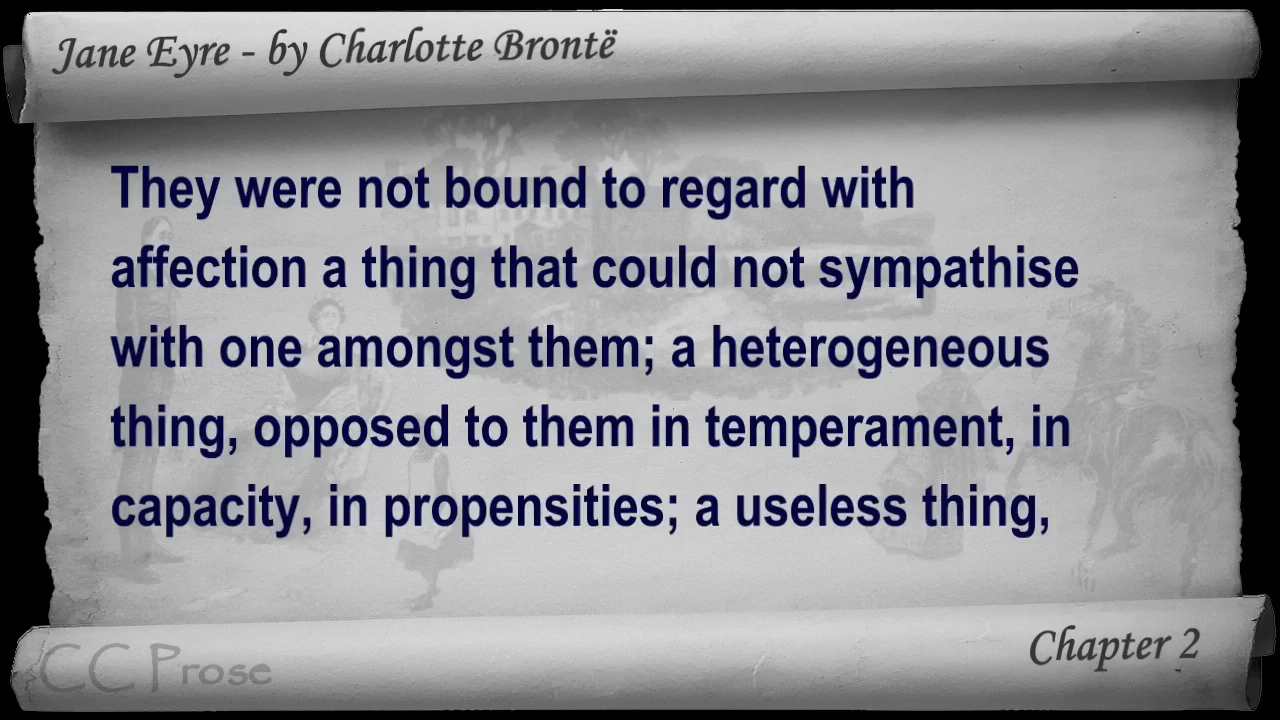 Jane Eyre - by Charlotte Brontë
They were not bound to regard with
affection a thing that could not sympathise
with one amongst them; a heterogeneous
thing, opposed to them in temperament, in
capacity, in propensities; a useless thing,
Chapter 2
CC Prose